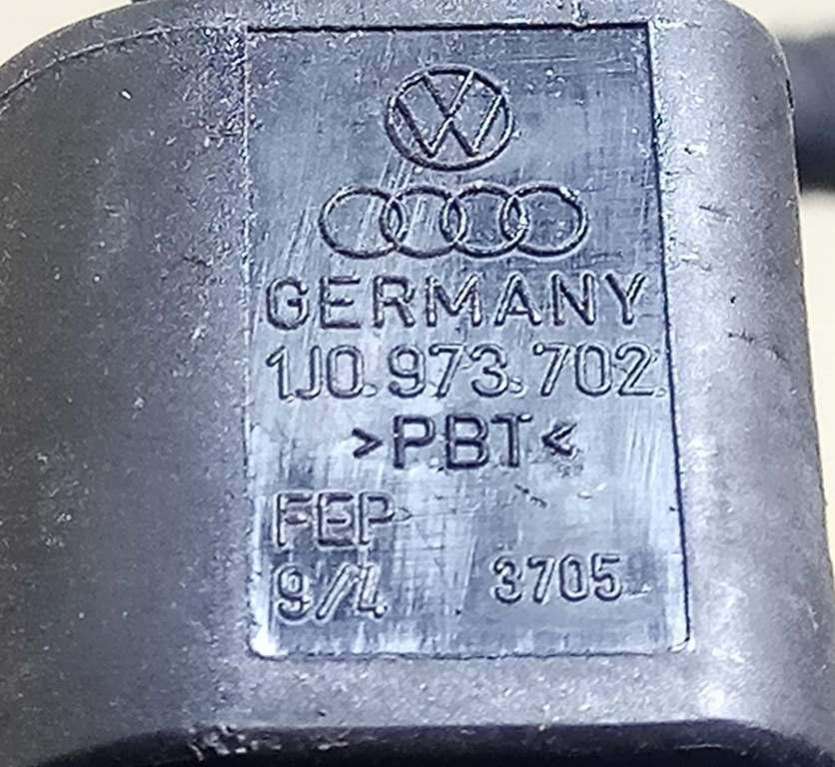 GERMANY
1J0.973.702
>PBT<
FEP
9/4 3705